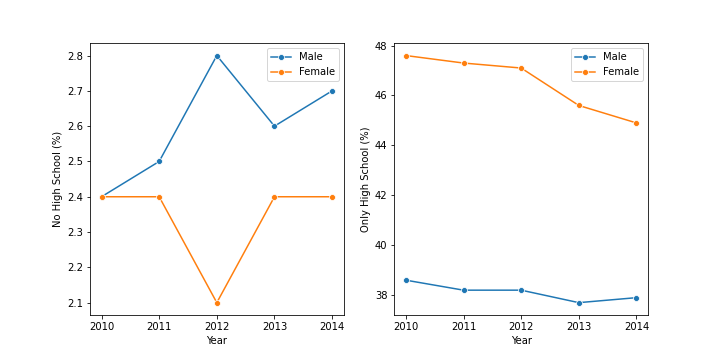 No High School (%)
2.8
2.7
2.6
2.5
2.4
2.3
2.2
2.1
2010 2011 2012 2013 2014
Year
Male
Female
Only High School (%)
48
46
44
42
40
38
2010 2011 2012 2013 2014
Year
Male
Female